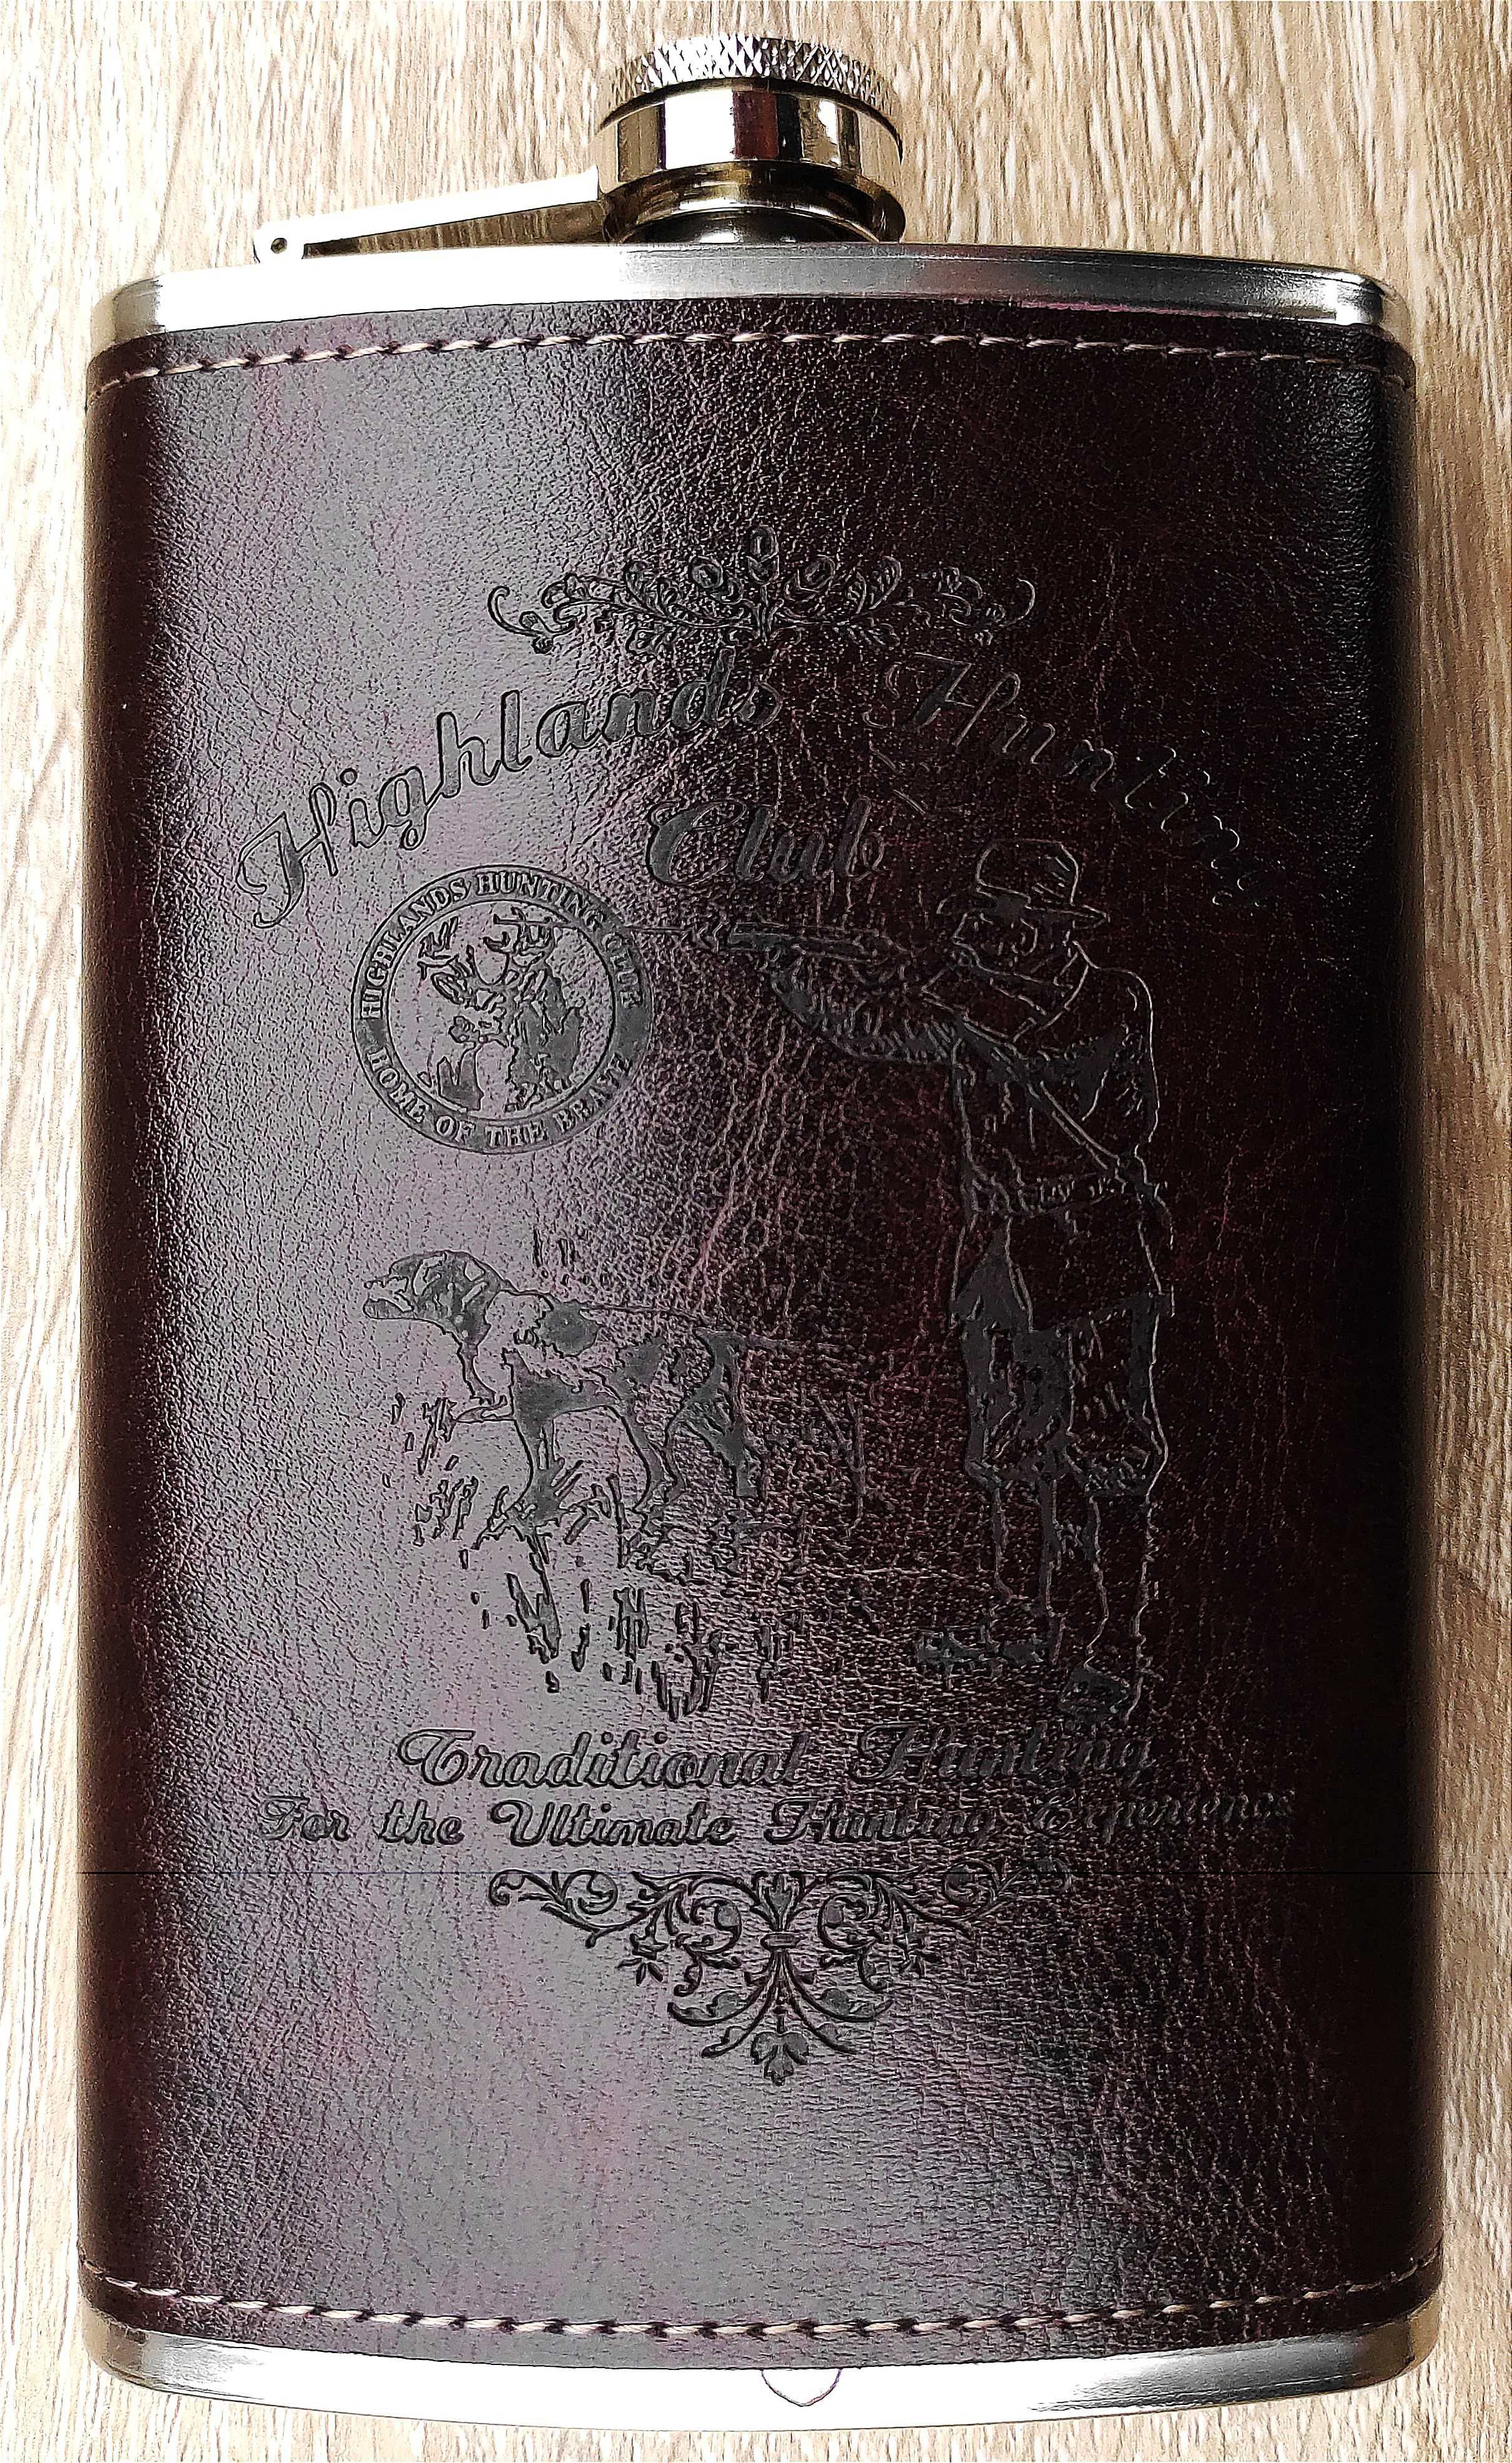 Highlands Hunting
Club
HIGHLANDS HUNTING CLUB
HOME OF THE BRAVE
Traditional Hunting
For the Ultimate Hunting Experience